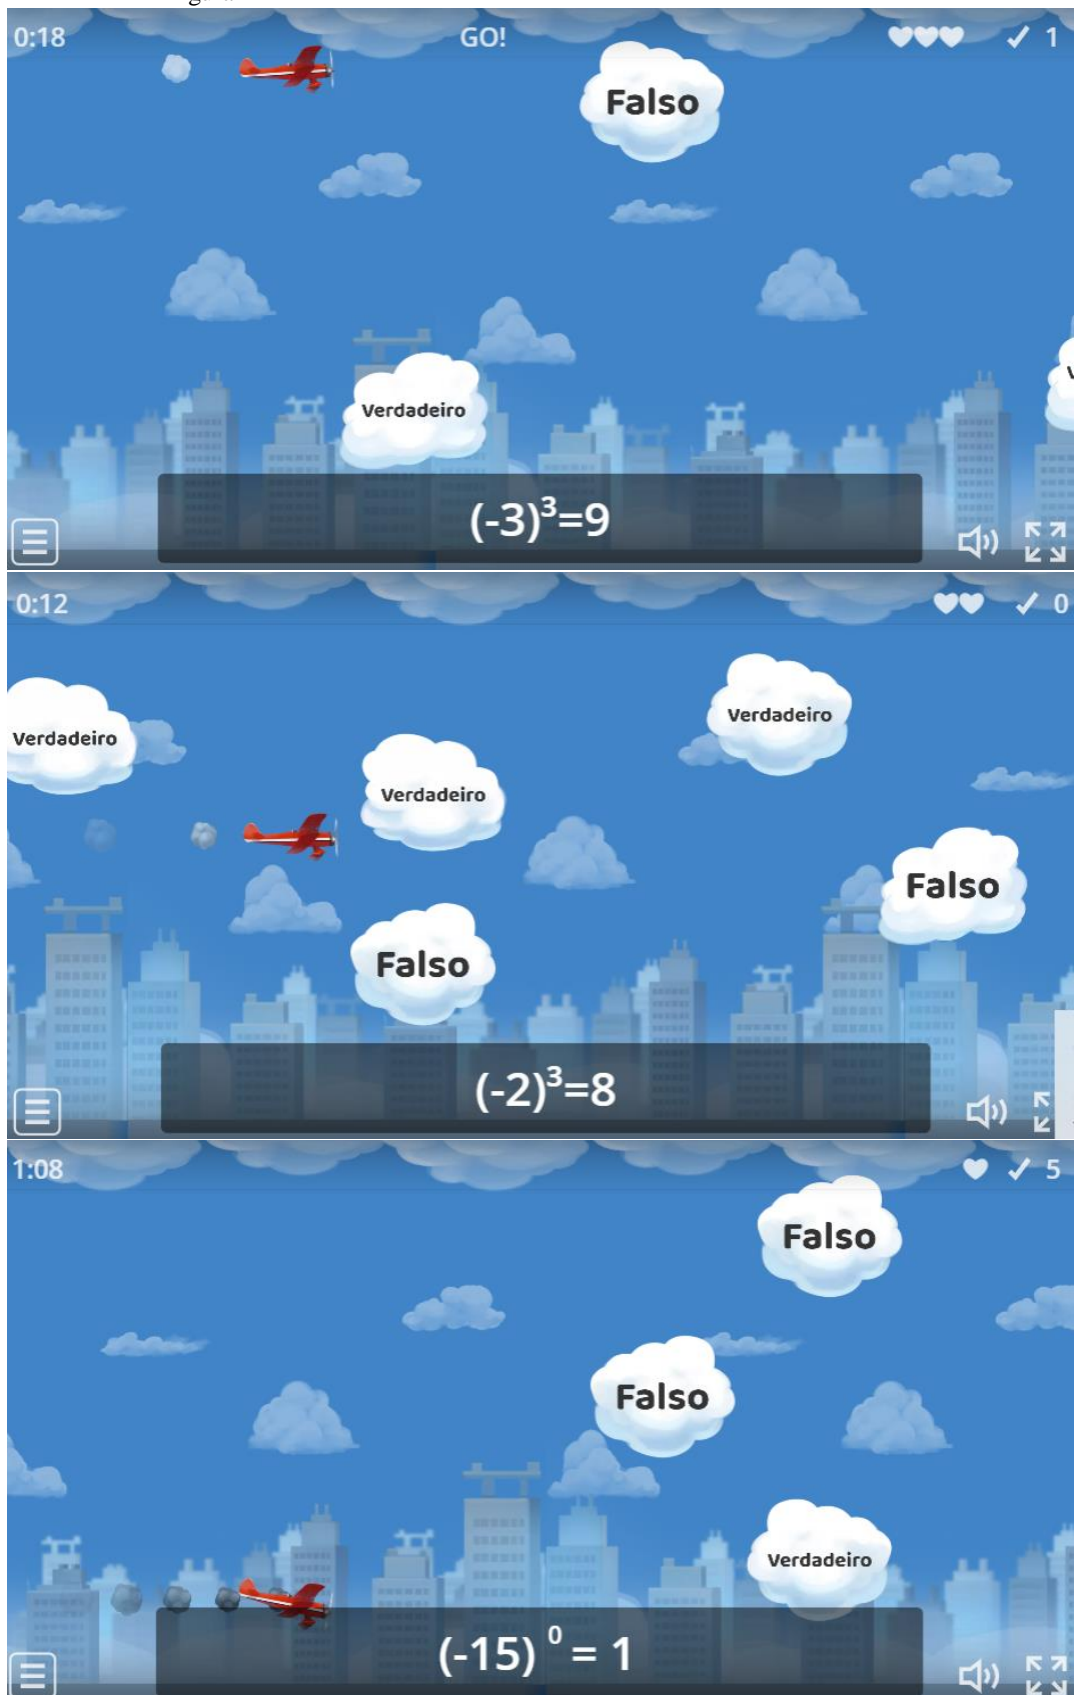 0:18 GO! 1
Falso
Verdadeiro
(-3)³=9
0:12 0
Verdadeiro
Verdadeiro
Verdadeiro
Falso
Falso
(-2)³=8
1:08 5
Falso
Falso
Verdadeiro
(-15)⁰ = 1